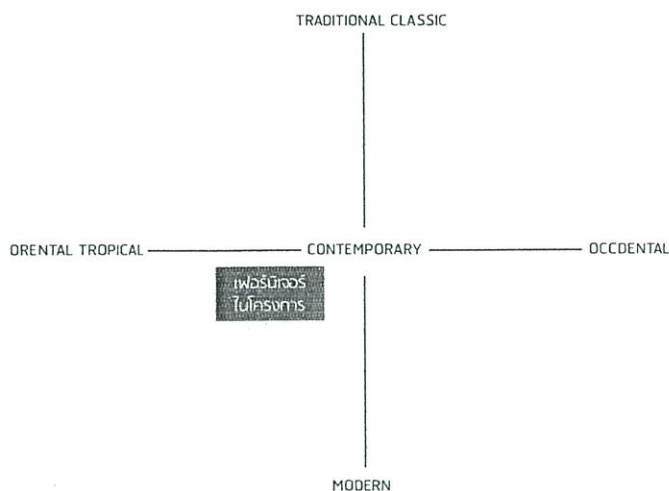 TRADITIONAL CLASSIC
ORENTAL TROPICAL CONTEMPORARY OCCDENTAL
เฟอร์นิเจอร์
ในโครงการ
MODERN